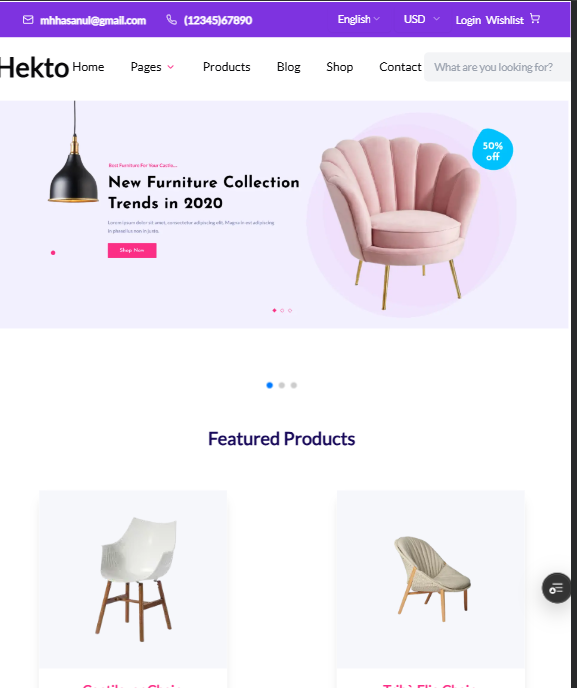 mhhasanul@gmail.com (12345)67890 English USD Login Wishlist
Hekto Home Pages Products Blog Shop Contact What are you looking for?
Best Furniture For Your Castle...
New Furniture Collection
Trends in 2020
50%
off
Lorem ipsum dolor sit amet, consectetur adipiscing elit. Magna in est adipiscing
in phasellus non in justo.
Shop Now
Featured Products